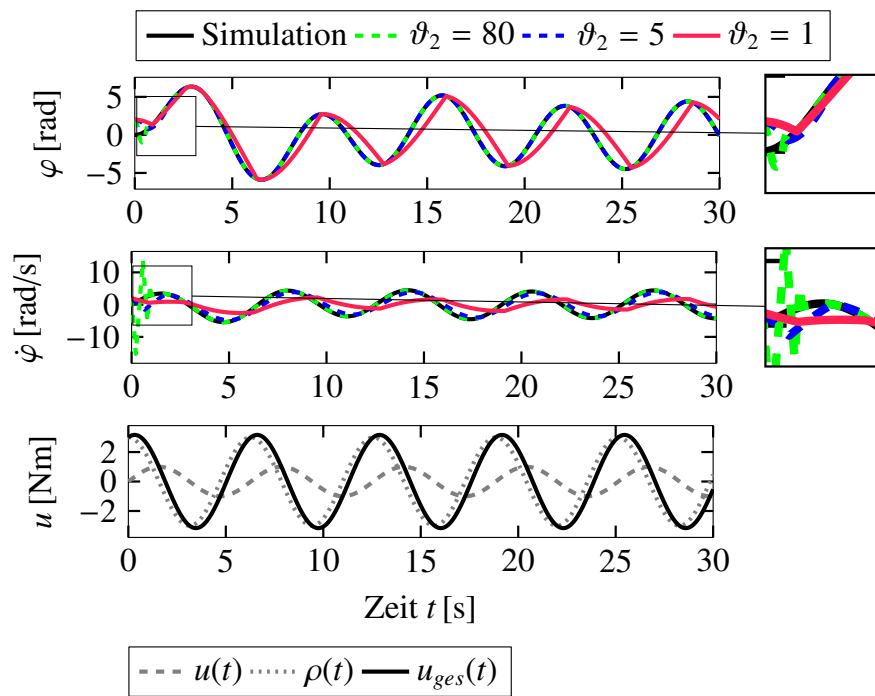 Simulation ϑ₂ = 80 ϑ₂ = 5 ϑ₂ = 1
φ [rad]
5
0
−5
0 5 10 15 20 25 30
φ̇ [rad/s]
10
0
−10
0 5 10 15 20 25 30
u [Nm]
2
0
−2
0 5 10 15 20 25 30
Zeit t [s]
u(t) ρ(t) u_ges(t)